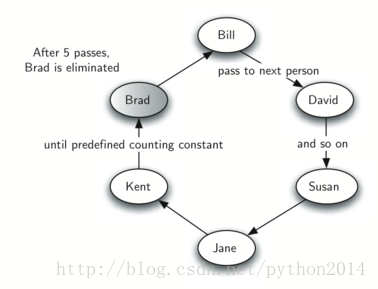 Bill
After 5 passes,
Brad is eliminated
pass to next person
Brad
David
until predefined counting constant
and so on
Kent
Susan
Jane
http://blog.csdn.net/python2014